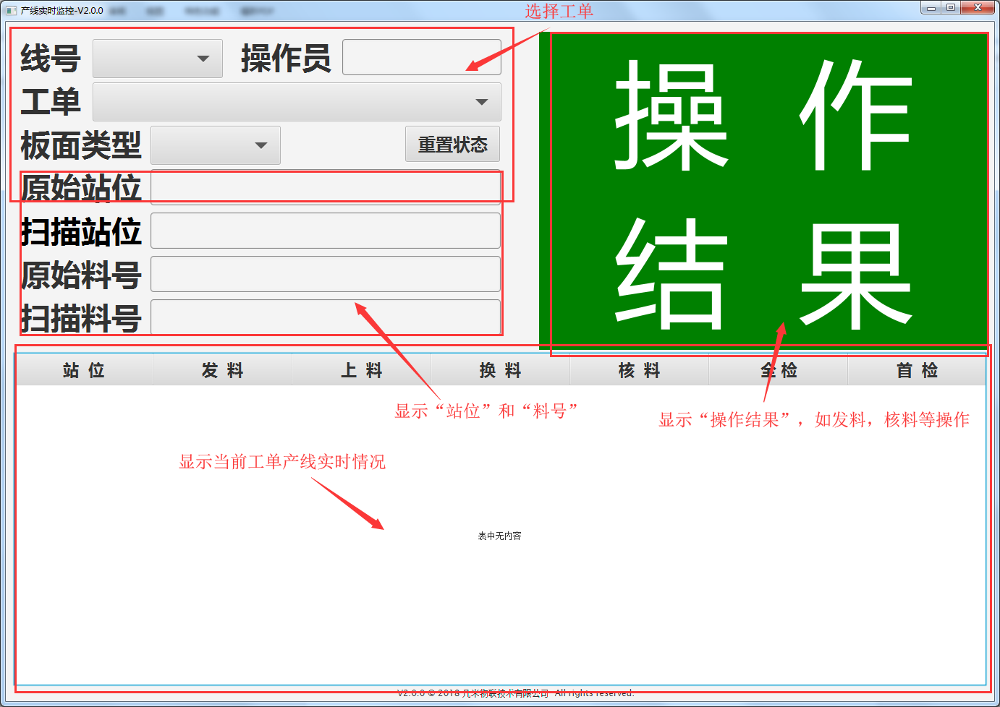 产线实时监控-V2.0.0
选择工单
线号
操作员
工单
板面类型
重置状态
原始站位
扫描站位
原始料号
扫描料号
操作
结果
站 位
发 料
上 料
换 料
核 料
全检
首 检
显示“站位”和“料号”
显示“操作结果”，如发料，核料等操作
显示当前工单产线实时情况
表中无内容
V2.0.0 © 2018 几米物联技术有限公司 All rights reserved.